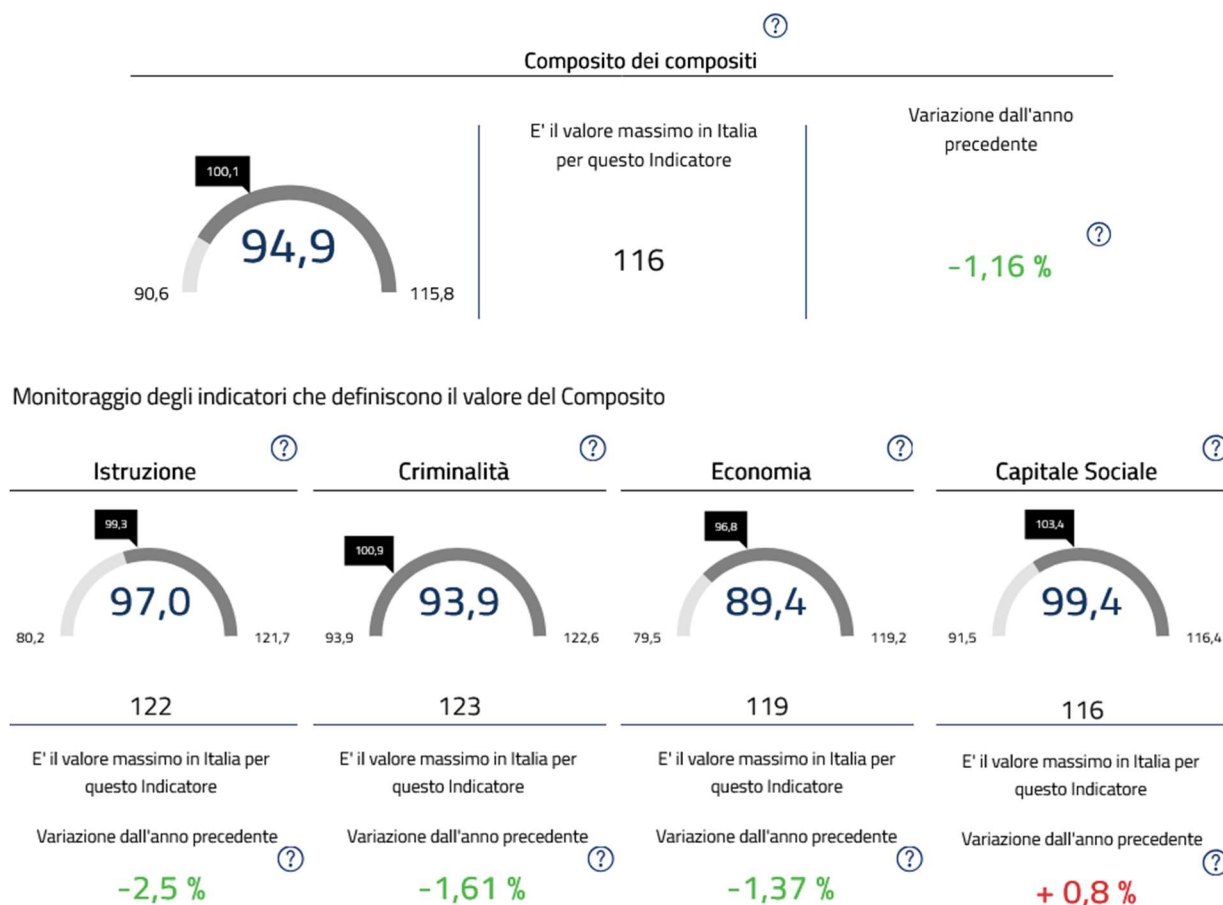 ?
Composito dei compositi
100,1
94,9
90,6
115,8
E' il valore massimo in Italia
per questo Indicatore
116
Variazione dall'anno
precedente
?
-1,16 %
Monitoraggio degli indicatori che definiscono il valore del Composito
?
Istruzione
99,3
97,0
80,2
121,7
122
E' il valore massimo in Italia per
questo Indicatore
Variazione dall'anno precedente
?
-2,5 %
?
Criminalità
100,9
93,9
93,9
122,6
123
E' il valore massimo in Italia per
questo Indicatore
Variazione dall'anno precedente
?
-1,61 %
?
Economia
96,8
89,4
79,5
119,2
119
E' il valore massimo in Italia per
questo Indicatore
Variazione dall'anno precedente
?
-1,37 %
?
Capitale Sociale
103,4
99,4
91,5
116,4
116
E' il valore massimo in Italia per
questo Indicatore
Variazione dall'anno precedente
?
+ 0,8 %